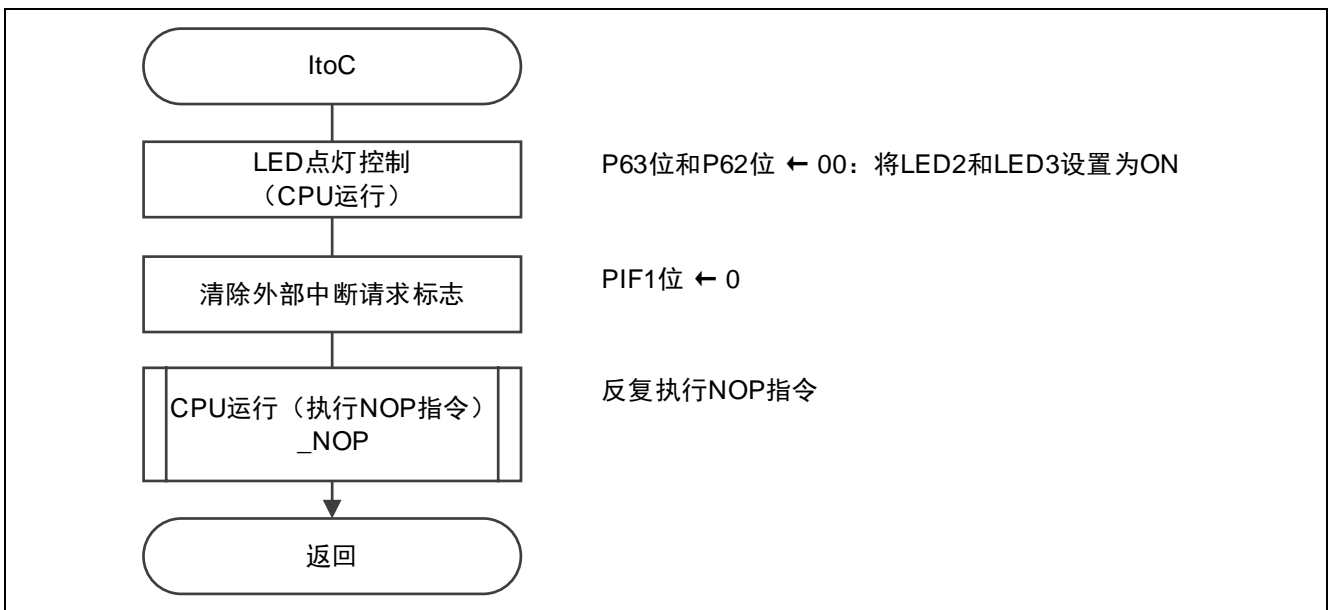 ItoC
LED点灯控制
（CPU运行）
P63位和P62位 ← 00：将LED2和LED3设置为ON
清除外部中断请求标志
PIF1位 ← 0
CPU运行（执行NOP指令）
_NOP
反复执行NOP指令
返回